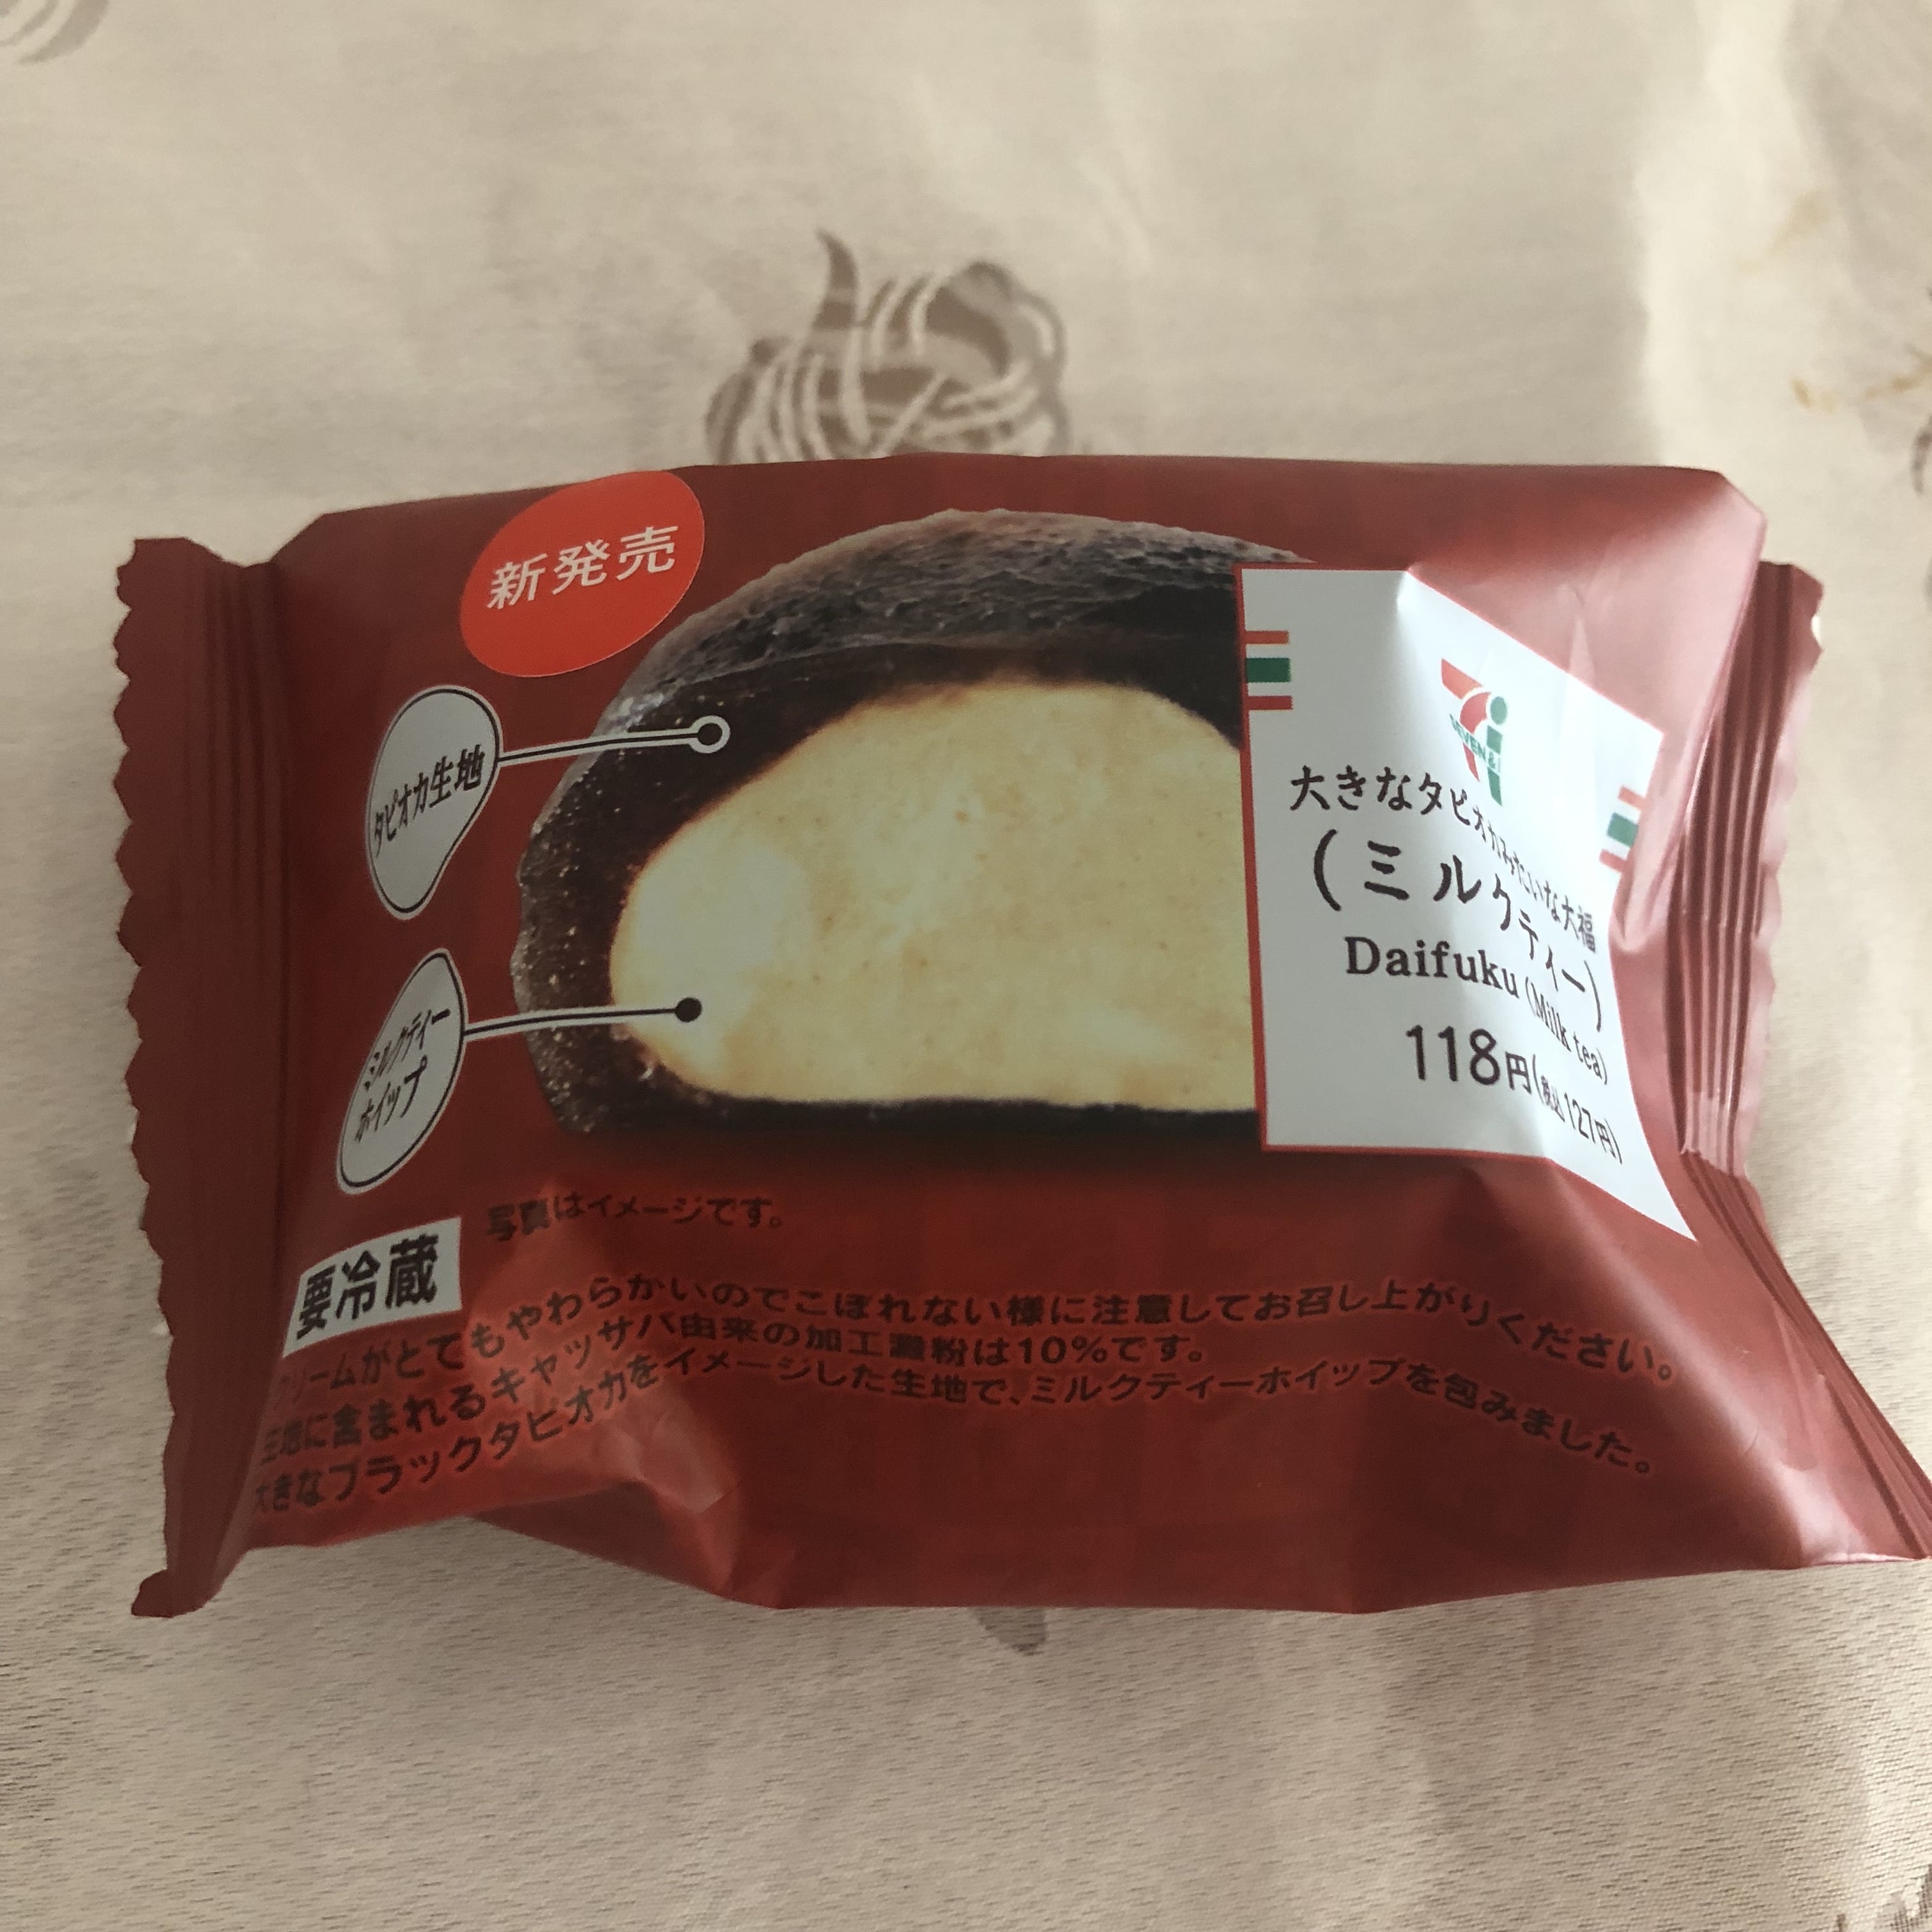 新発売
タピオカ生地
ミルクティー
ホイップ
SEVEN&i
大きなタピオカみたいな大福
(ミルクティー)
Daifuku (Milk tea)
118円(税込127円)
写真はイメージです。
要冷蔵
クリームがとてもやわらかいのでこぼれない様に注意してお召し上がりください。
生地に含まれるキャッサバ由来の加工澱粉は10%です。
大きなブラックタピオカをイメージした生地で、ミルクティーホイップを包みました。